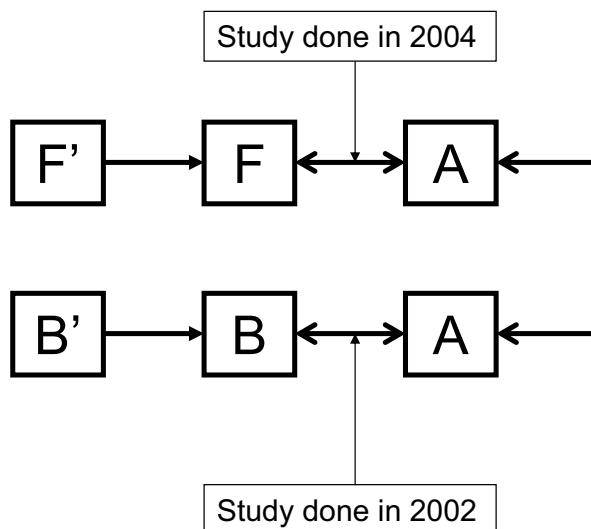 Study done in 2004
F’ F A
B’ B A
Study done in 2002